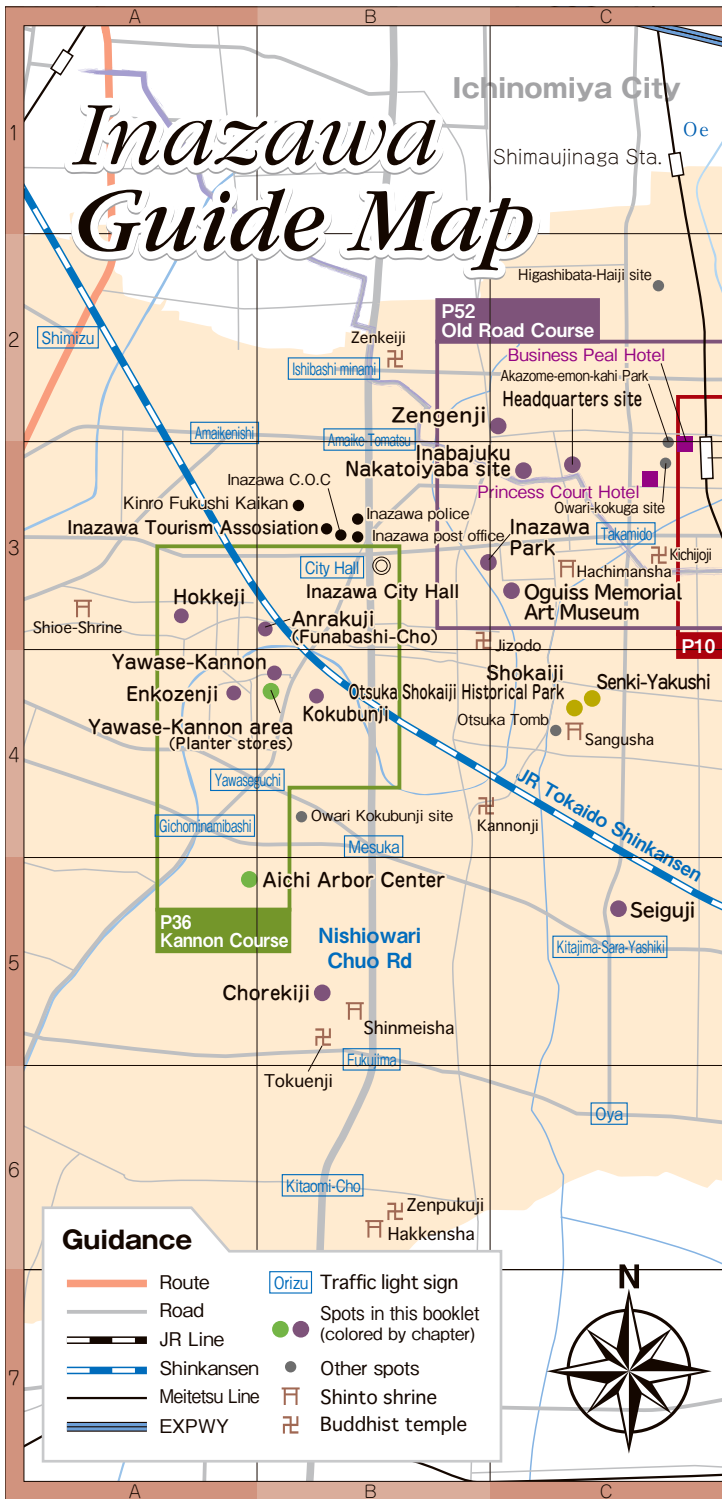 A
B
C
1
Ichinomiya City
Oe
Inazawa
Guide Map
Shimaujinaga Sta.
Higashibata-Haiji site
2
P52
Old Road Course
Shimizu
Zenkeiji
Ishibashi minami
Business Peal Hotel
Akazome-emon-kahi Park
Headquarters site
Zengenji
Amaikenishi
Amaike Tomatsu
Inabajuku
Nakatoiyaba site
Inazawa C.O.C
Kinro Fukushi Kaikan
Princess Court Hotel
Owari-kokuga site
Inazawa police
Inazawa Tourism Assosiation
Inazawa post office
Inazawa
Park
Takamido
3
City Hall
Kichijoji
Hachimansha
Inazawa City Hall
Oguiss Memorial
Art Museum
Hokkeji
Shioe-Shrine
Anrakuji
(Funabashi-Cho)
Jizodo
P10
Yawase-Kannon
Shokaiji
Otsuka Shokaiji Historical Park
Senki-Yakushi
Enkozenji
Kokubunji
Yawase-Kannon area
(Planter stores)
Otsuka Tomb
Sangusha
4
Yawaseguchi
JR Tokaido Shinkansen
Gichominamibashi
Owari Kokubunji site
Kannonji
Mesuka
Aichi Arbor Center
Seiguji
P36
Kannon Course
Nishiowari
Chuo Rd
Kitajima-Sara-Yashiki
5
Chorekiji
Shinmeisha
Fukujima
Tokuenji
Oya
6
Kitaomi-Cho
Zenpukuji
Hakkensha
Guidance
Route
Road
JR Line
Shinkansen
Meitetsu Line
EXPWY
Orizu
Traffic light sign
Spots in this booklet
(colored by chapter)
Other spots
Shinto shrine
Buddhist temple
N
7
A
B
C